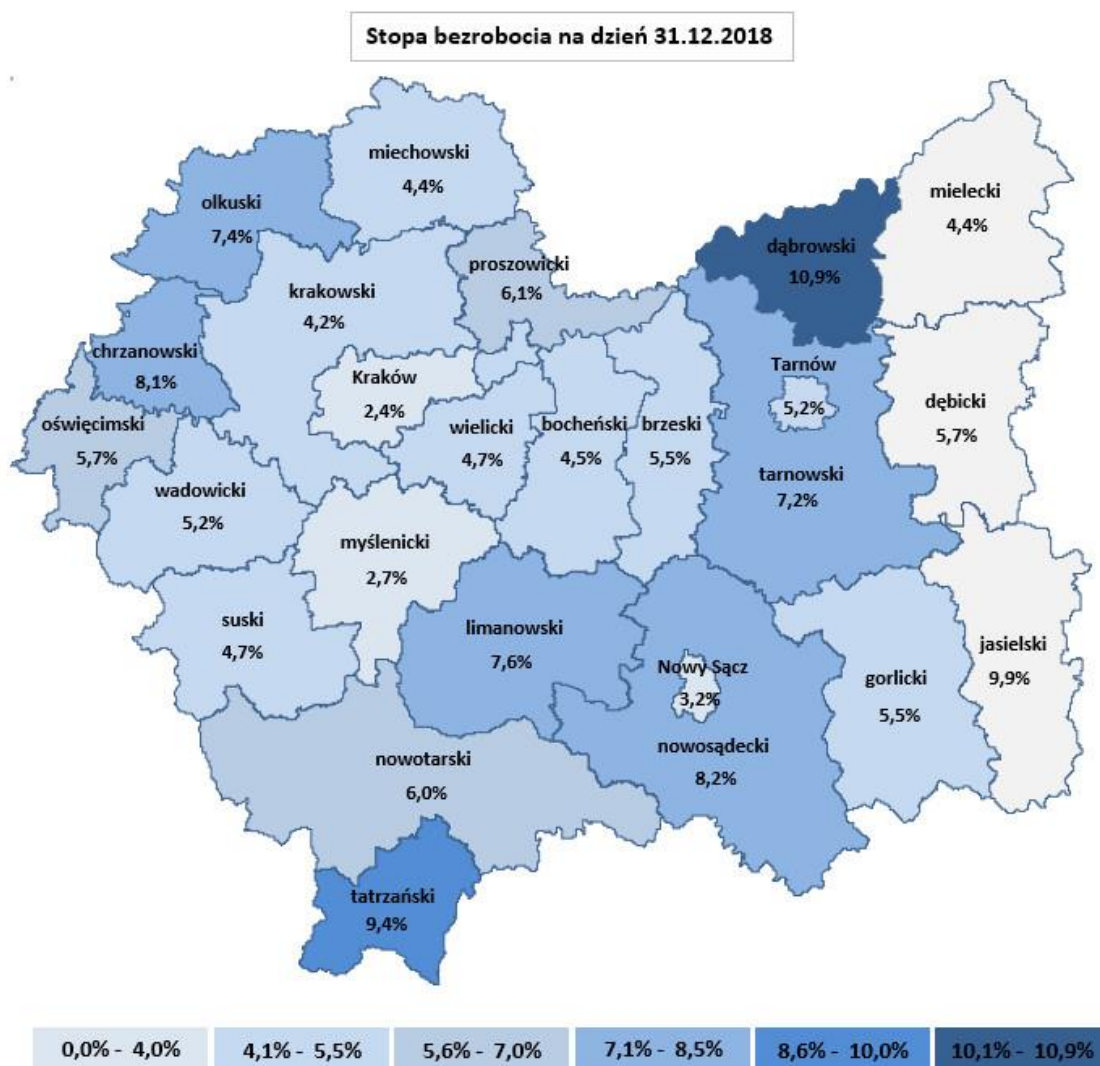 Stopa bezrobocia na dzień 31.12.2018
miechowski
4,4%
olkuski
7,4%
mielecki
4,4%
dąbrowski
10,9%
proszowicki
6,1%
krakowski
4,2%
chrzanowski
8,1%
Kraków
2,4%
Tarnów
5,2%
dębicki
5,7%
oświęcimski
5,7%
wielicki
4,7%
bocheński
4,5%
brzeski
5,5%
tarnowski
7,2%
wadowicki
5,2%
myślenicki
2,7%
suski
4,7%
limanowski
7,6%
Nowy Sącz
3,2%
jasielski
9,9%
gorlicki
5,5%
nowosądecki
8,2%
nowotarski
6,0%
tatrzański
9,4%
0,0% - 4,0%
4,1% - 5,5%
5,6% - 7,0%
7,1% - 8,5%
8,6% - 10,0%
10,1% - 10,9%